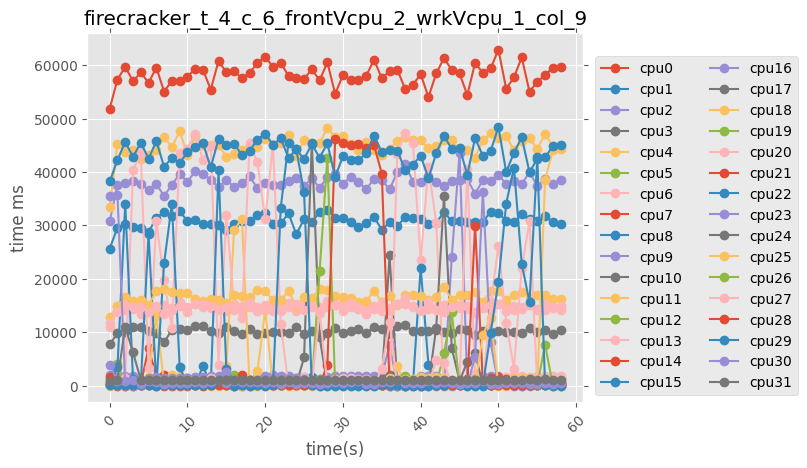 firecracker_t_4_c_6_frontVcpu_2_wrkVcpu_1_col_9
60000
50000
40000
30000
20000
10000
0
time ms
0
10
20
30
40
50
60
time(s)
cpu0
cpu1
cpu2
cpu3
cpu4
cpu5
cpu6
cpu7
cpu8
cpu9
cpu10
cpu11
cpu12
cpu13
cpu14
cpu15
cpu16
cpu17
cpu18
cpu19
cpu20
cpu21
cpu22
cpu23
cpu24
cpu25
cpu26
cpu27
cpu28
cpu29
cpu30
cpu31